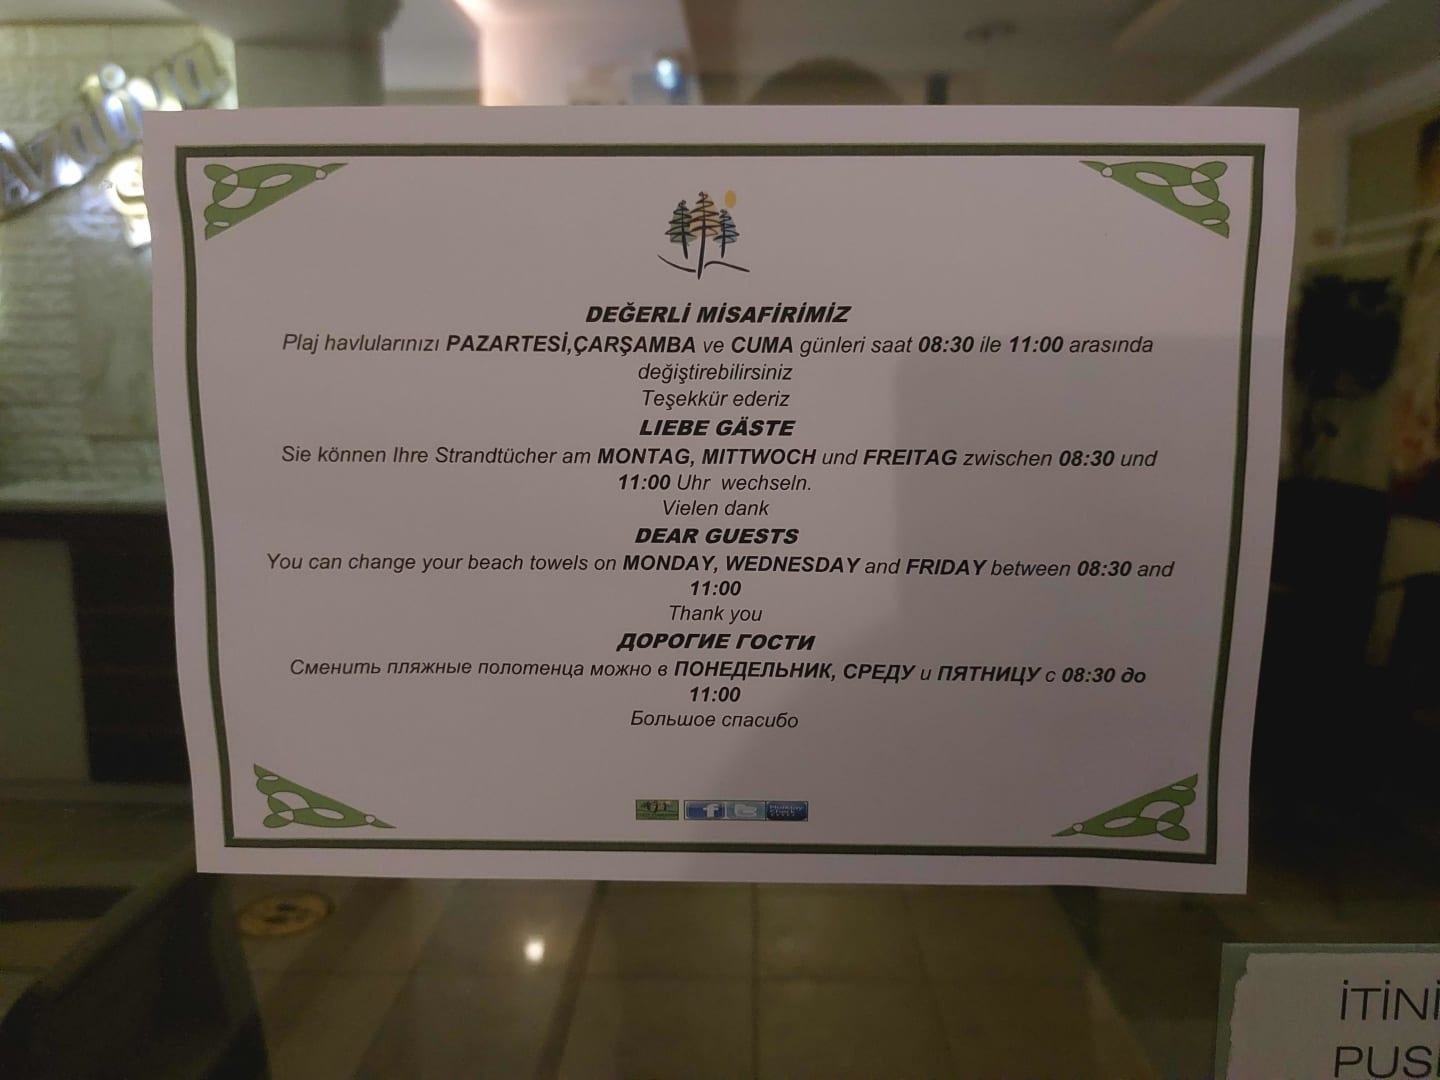 Azaliya
DEĞERLİ MİSAFİRİMİZ
Plaj havlularınızı PAZARTESİ,ÇARŞAMBA ve CUMA günleri saat 08:30 ile 11:00 arasında
değiştirebilirsiniz
Teşekkür ederiz
LIEBE GÄSTE
Sie können Ihre Strandtücher am MONTAG, MITTWOCH und FREITAG zwischen 08:30 und
11:00 Uhr wechseln.
Vielen dank
DEAR GUESTS
You can change your beach towels on MONDAY, WEDNESDAY and FRIDAY between 08:30 and
11:00
Thank you
ДОРОГИЕ ГОСТИ
Сменить пляжные полотенца можно в ПОНЕДЕЛЬНИК, СРЕДУ и ПЯТНИЦУ с 08:30 до
11:00
Большое спасибо
İTİNİ
PUS